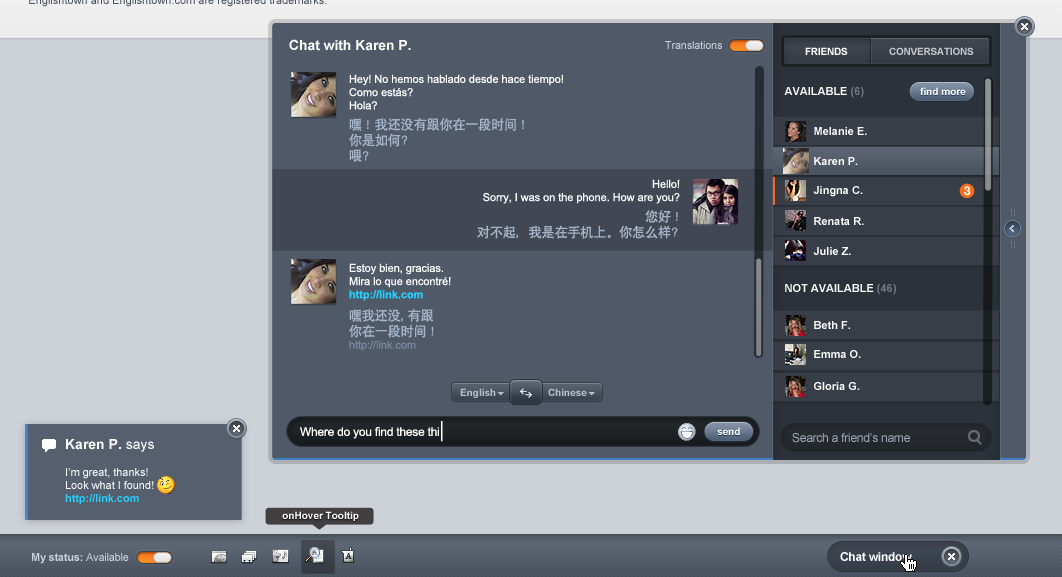 Englishtown and Englishtown.com are registered trademarks.
Chat with Karen P.
Translations
Hey! No hemos hablado desde hace tiempo!
Como estás?
Hola?
嘿！我还没有跟你在一段时间！
你是如何?
喂?
Hello!
Sorry, I was on the phone. How are you?
您好！
对不起，我是在手机上。你怎么样?
Estoy bien, gracias.
Mira lo que encontré!
http://link.com
嘿我还没, 有跟
你在一段时间！
http://link.com
English
Chinese
Where do you find these thi
send
FRIENDS
CONVERSATIONS
AVAILABLE (6)
find more
Melanie E.
Karen P.
Jingna C.
3
Renata R.
Julie Z.
NOT AVAILABLE (46)
Beth F.
Emma O.
Gloria G.
Search a friend's name
Karen P. says
I'm great, thanks!
Look what I found!
http://link.com
onHover Tooltip
My status: Available
A
Chat window